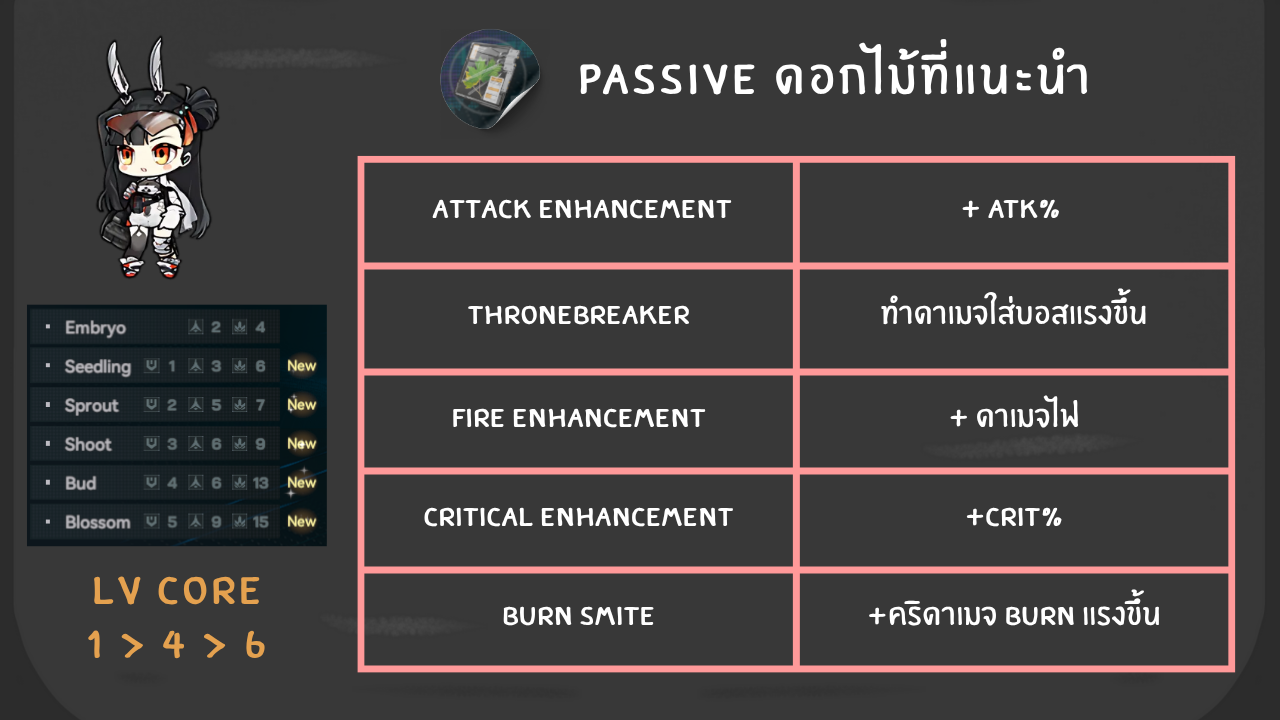 PASSIVE ดอกไม้ที่แนะนำ
ATTACK ENHANCEMENT + ATK%
THRONEBREAKER ทำดาเมจใส่บอสแรงขึ้น
FIRE ENHANCEMENT + ดาเมจไฟ
CRITICAL ENHANCEMENT +CRIT%
BURN SMITE +คริดาเมจ BURN แรงขึ้น
Embryo 2 4
Seedling 1 3 6 New
Sprout 2 5 7 New
Shoot 3 6 9 New
Bud 4 6 13 New
Blossom 5 9 15 New
LV CORE
1 > 4 > 6